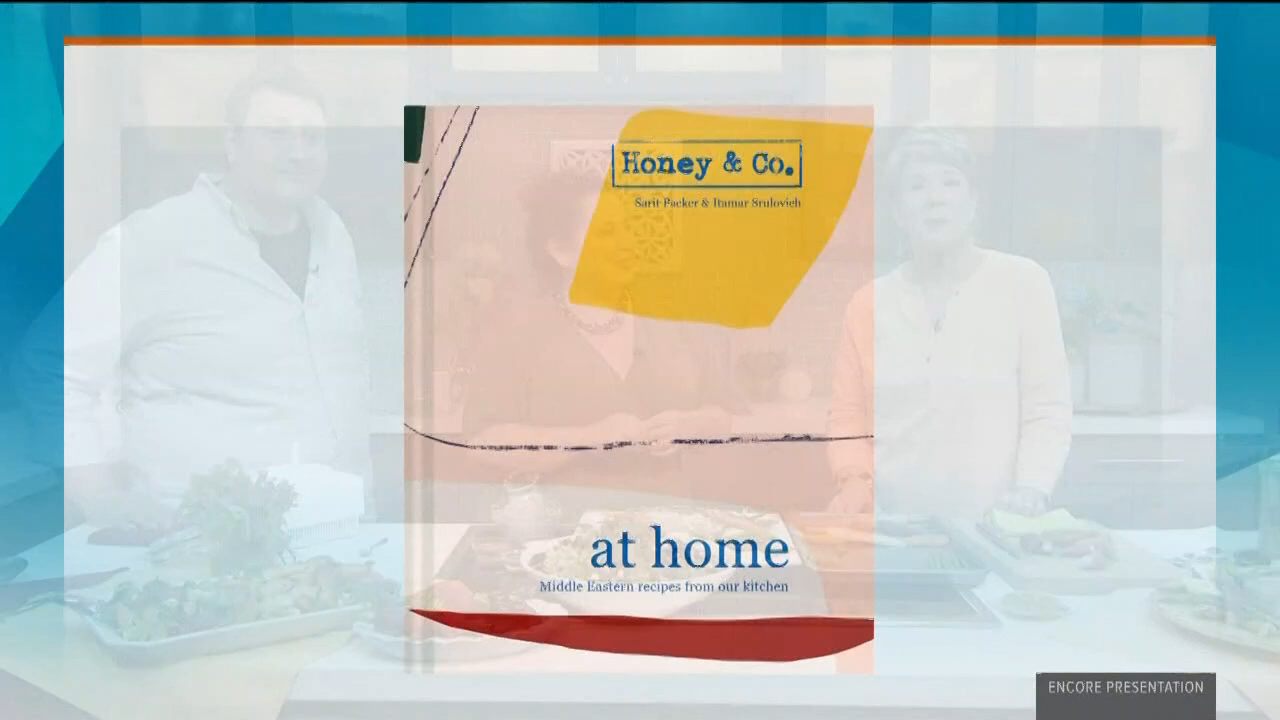 Honey & Co.
Sarit Packer & Itamar Srulovich
at home
Middle Eastern recipes from our kitchen
ENCORE PRESENTATION